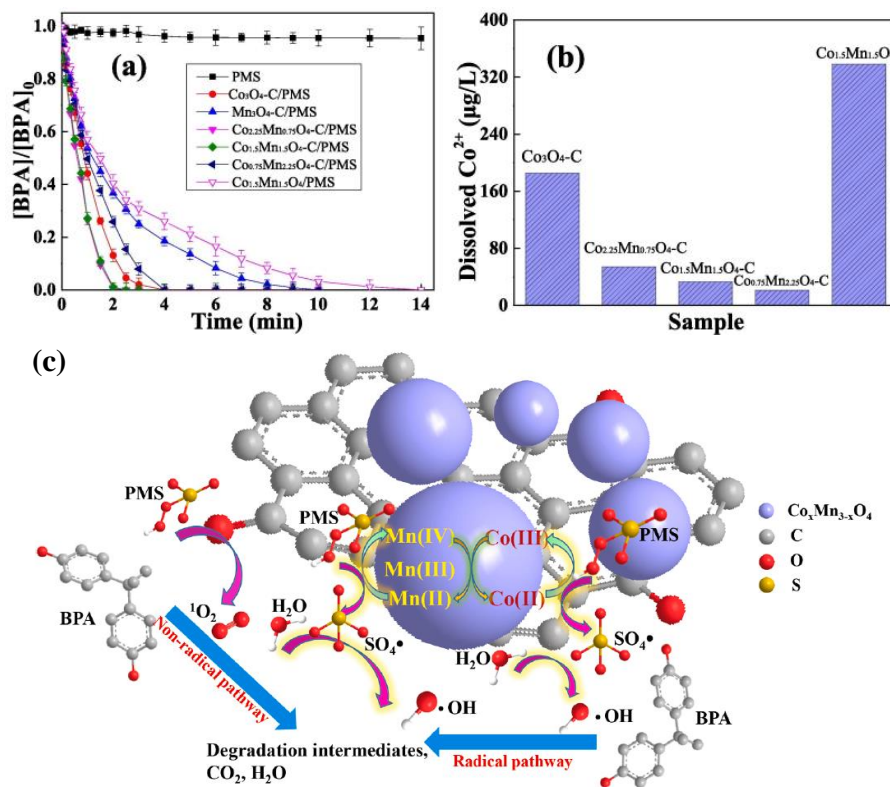 (a)
[BPA]/[BPA]₀
1.0
0.8
0.6
0.4
0.2
0.0
PMS
Co₃O₄-C/PMS
Mn₃O₄-C/PMS
Co₂.₂₅Mn₀.₇₅O₄-C/PMS
Co₁.₅Mn₁.₅O₄-C/PMS
Co₀.₇₅Mn₂.₂₅O₄-C/PMS
Co₁.₅Mn₁.₅O₄/PMS
0 2 4 6 8 10 12 14
Time (min)
(b)
Dissolved Co²⁺ (μg/L)
360
270
180
90
0
Co₃O₄-C
Co₂.₂₅Mn₀.₇₅O₄-C
Co₁.₅Mn₁.₅O₄-C
Co₀.₇₅Mn₂.₂₅O₄-C
Co₁.₅Mn₁.₅O
Sample
(c)
PMS
PMS
Mn(IV)
Mn(III)
Mn(II)
Co(III)
Co(II)
PMS
CoₓMn₃₋ₓO₄
C
O
S
BPA
¹O₂
H₂O
SO₄•
H₂O
SO₄•
Non-radical pathway
•OH
•OH
BPA
Degradation intermediates,
CO₂, H₂O
Radical pathway